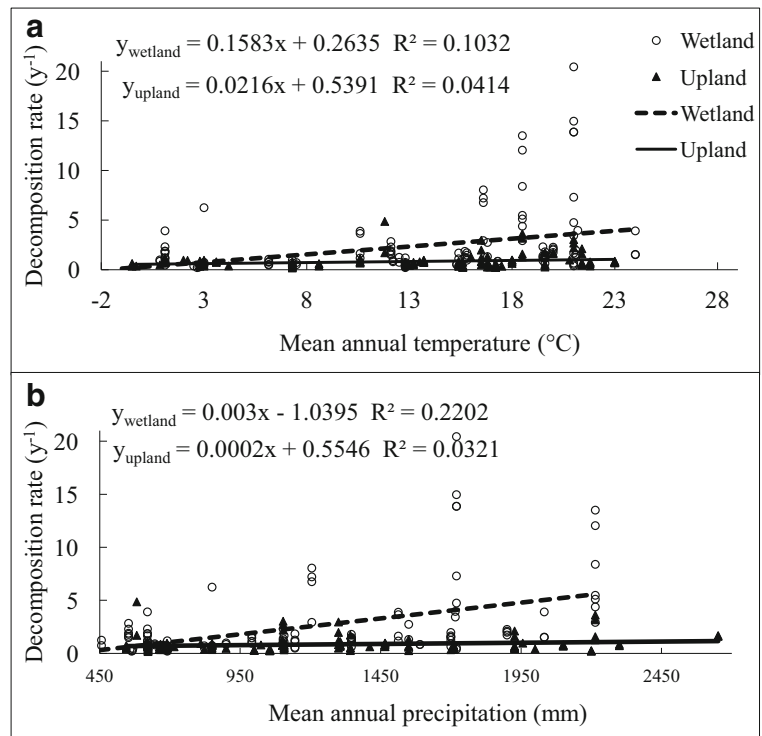 a
y_wetland = 0.1583x + 0.2635 R² = 0.1032
y_upland = 0.0216x + 0.5391 R² = 0.0414
Wetland
Upland
Wetland
Upland
Decomposition rate (y⁻¹)
20
15
10
5
0
-2 3 8 13 18 23 28
Mean annual temperature (°C)
b
y_wetland = 0.003x - 1.0395 R² = 0.2202
y_upland = 0.0002x + 0.5546 R² = 0.0321
Decomposition rate (y⁻¹)
20
15
10
5
0
450 950 1450 1950 2450
Mean annual precipitation (mm)